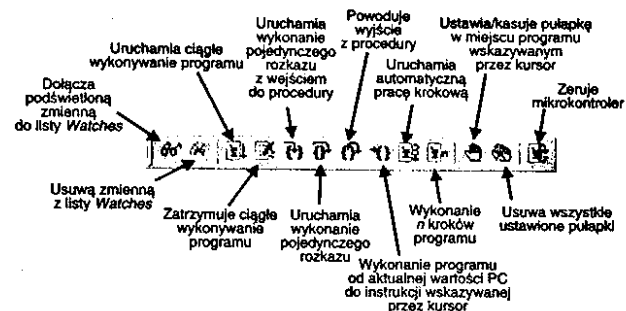 Dołącza
podświetloną
zmienną
do listy Watches
Uruchamia ciągłe
wykonywanie programu
Uruchamia
wykonanie
pojedynczego
rozkazu
z wejściem
do procedury
Powoduje
wyjście
z procedury
Uruchamia
automatyczną
pracę krokową
Ustawia/kasuje pułapkę
w miejscu programu
wskazywanym
przez kursor
Zeruje
mikrokontroler
Usuwą zmienną
z listy Watches
Zatrzymuje ciągłe
wykonywanie
programu
Uruchamia
wykonanie
pojedynczego
rozkazu
Wykonanie programu
od aktualnej wartości PC
do instrukcji wskazywanej
przez kursor
Wykonanie
n kroków
programu
Usuwa wszystkie
ustawione pułapki